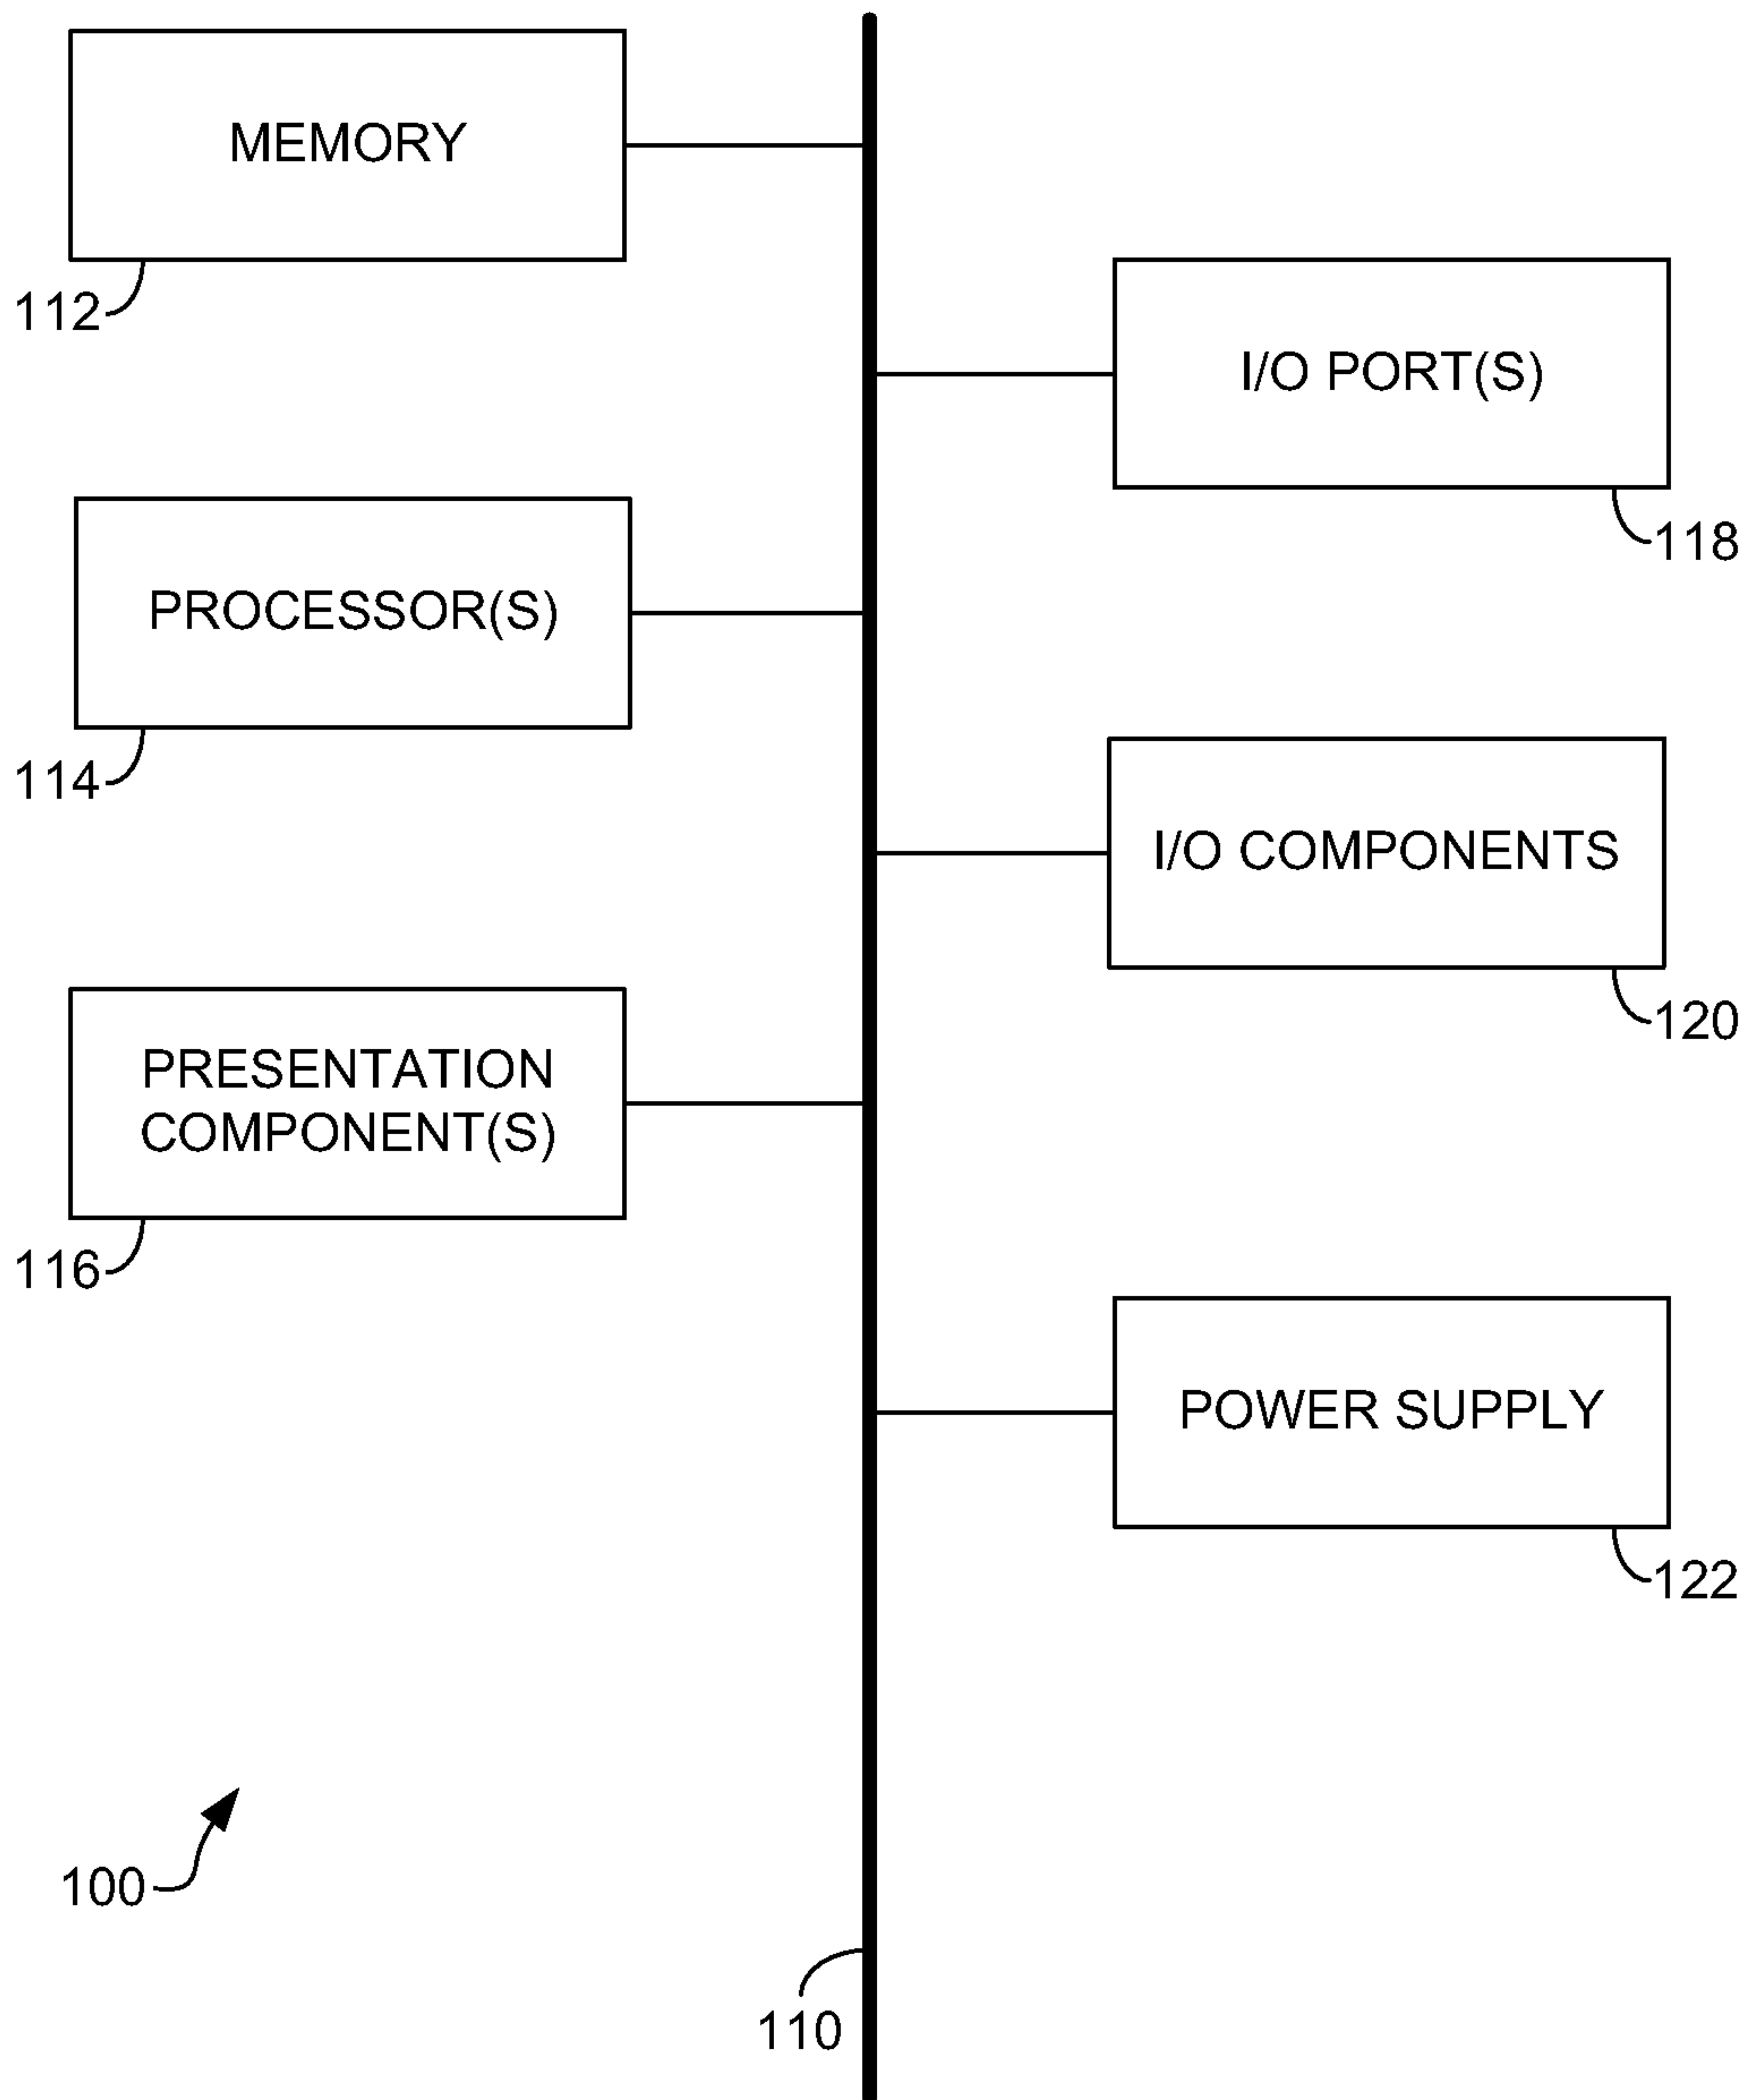 MEMORY
112
I/O PORT(S)
118
PROCESSOR(S)
114
I/O COMPONENTS
120
PRESENTATION
COMPONENT(S)
116
POWER SUPPLY
122
100
110